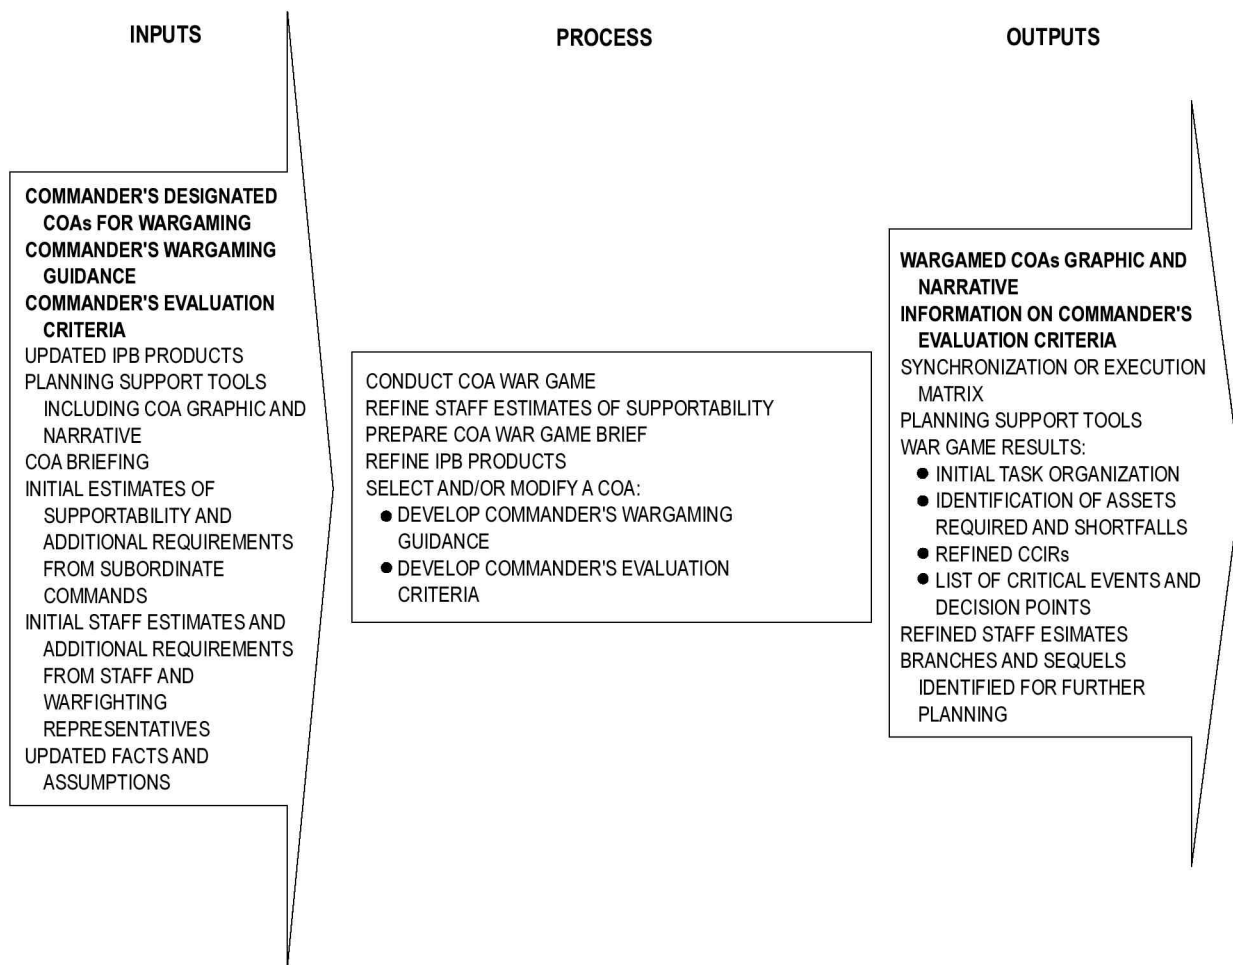 INPUTS
COMMANDER'S DESIGNATED
COAs FOR WARGAMING
COMMANDER'S WARGAMING
GUIDANCE
COMMANDER'S EVALUATION
CRITERIA
UPDATED IPB PRODUCTS
PLANNING SUPPORT TOOLS
INCLUDING COA GRAPHIC AND
NARRATIVE
COA BRIEFING
INITIAL ESTIMATES OF
SUPPORTABILITY AND
ADDITIONAL REQUIREMENTS
FROM SUBORDINATE
COMMANDS
INITIAL STAFF ESTIMATES AND
ADDITIONAL REQUIREMENTS
FROM STAFF AND
WARFIGHTING
REPRESENTATIVES
UPDATED FACTS AND
ASSUMPTIONS
PROCESS
CONDUCT COA WAR GAME
REFINE STAFF ESTIMATES OF SUPPORTABILITY
PREPARE COA WAR GAME BRIEF
REFINE IPB PRODUCTS
SELECT AND/OR MODIFY A COA:
● DEVELOP COMMANDER'S WARGAMING
GUIDANCE
● DEVELOP COMMANDER'S EVALUATION
CRITERIA
OUTPUTS
WARGAMED COAs GRAPHIC AND
NARRATIVE
INFORMATION ON COMMANDER'S
EVALUATION CRITERIA
SYNCHRONIZATION OR EXECUTION
MATRIX
PLANNING SUPPORT TOOLS
WAR GAME RESULTS:
● INITIAL TASK ORGANIZATION
● IDENTIFICATION OF ASSETS
REQUIRED AND SHORTFALLS
● REFINED CCIRs
● LIST OF CRITICAL EVENTS AND
DECISION POINTS
REFINED STAFF ESIMATES
BRANCHES AND SEQUELS
IDENTIFIED FOR FURTHER
PLANNING